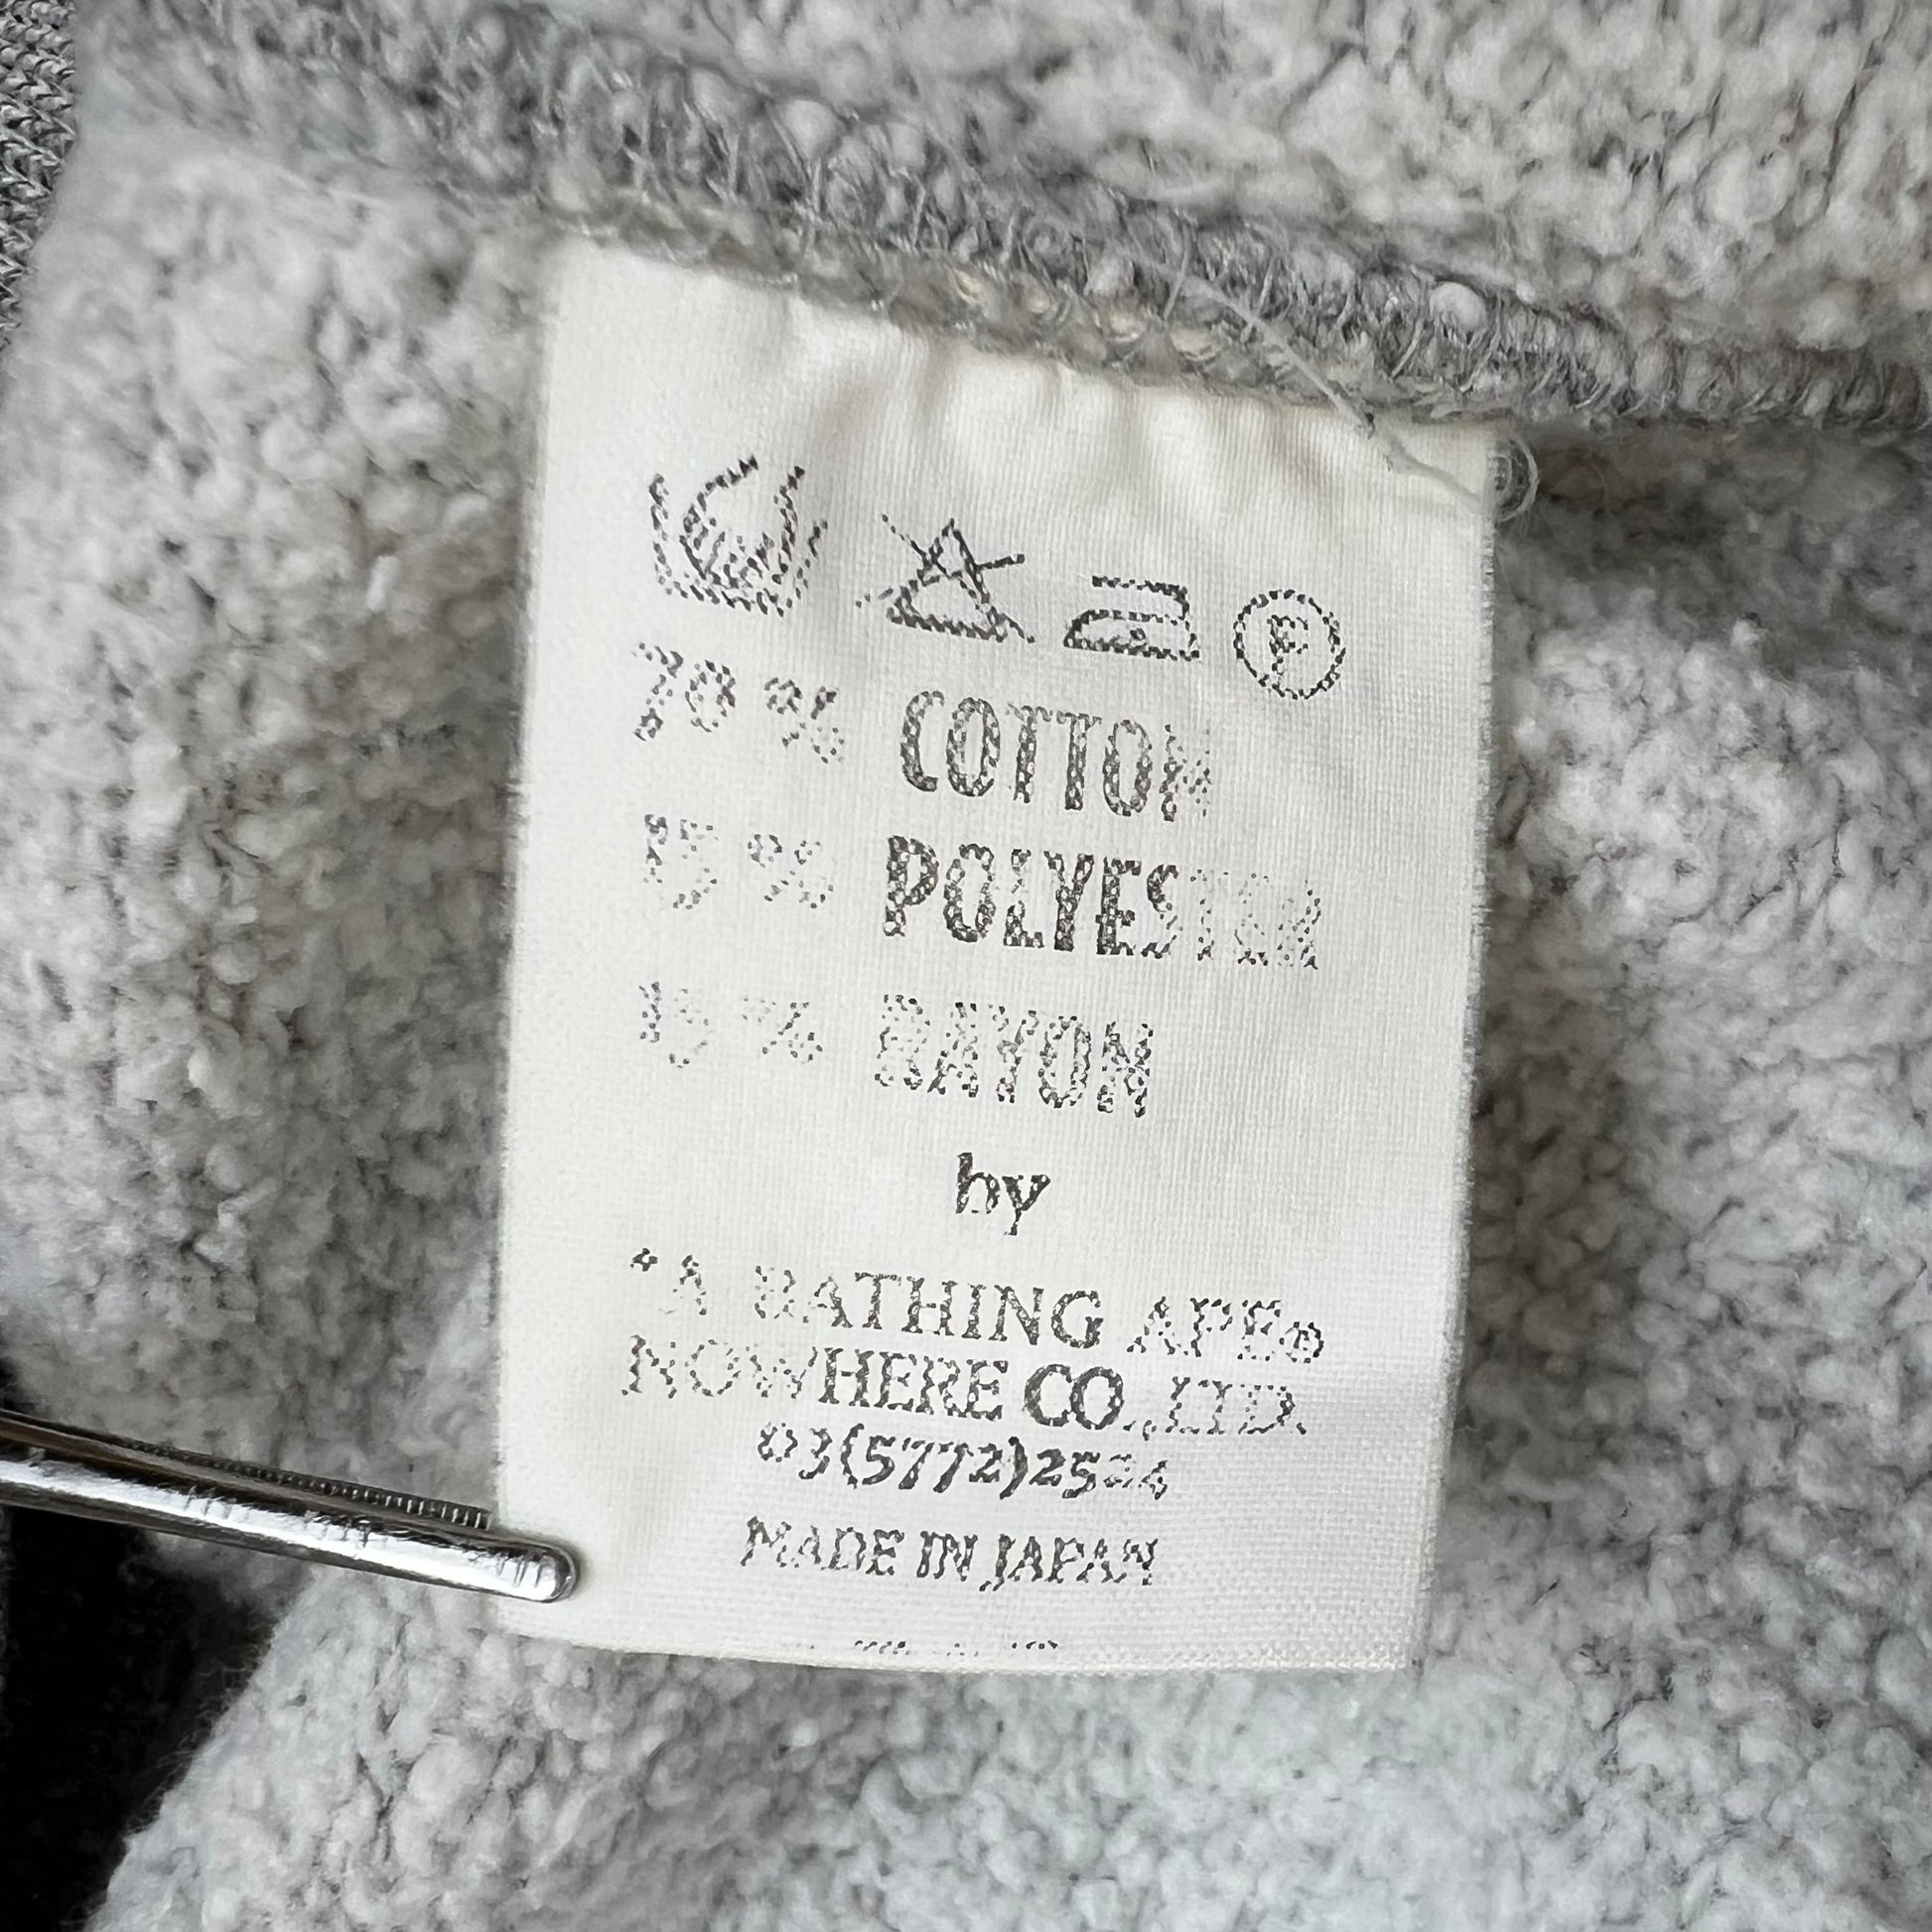 F
70 % COTTON
15 % POLYESTER
15 % RAYON
by
*A BATHING APE®
NOWHERE CO.,LTD.
03(5772)2524
MADE IN JAPAN